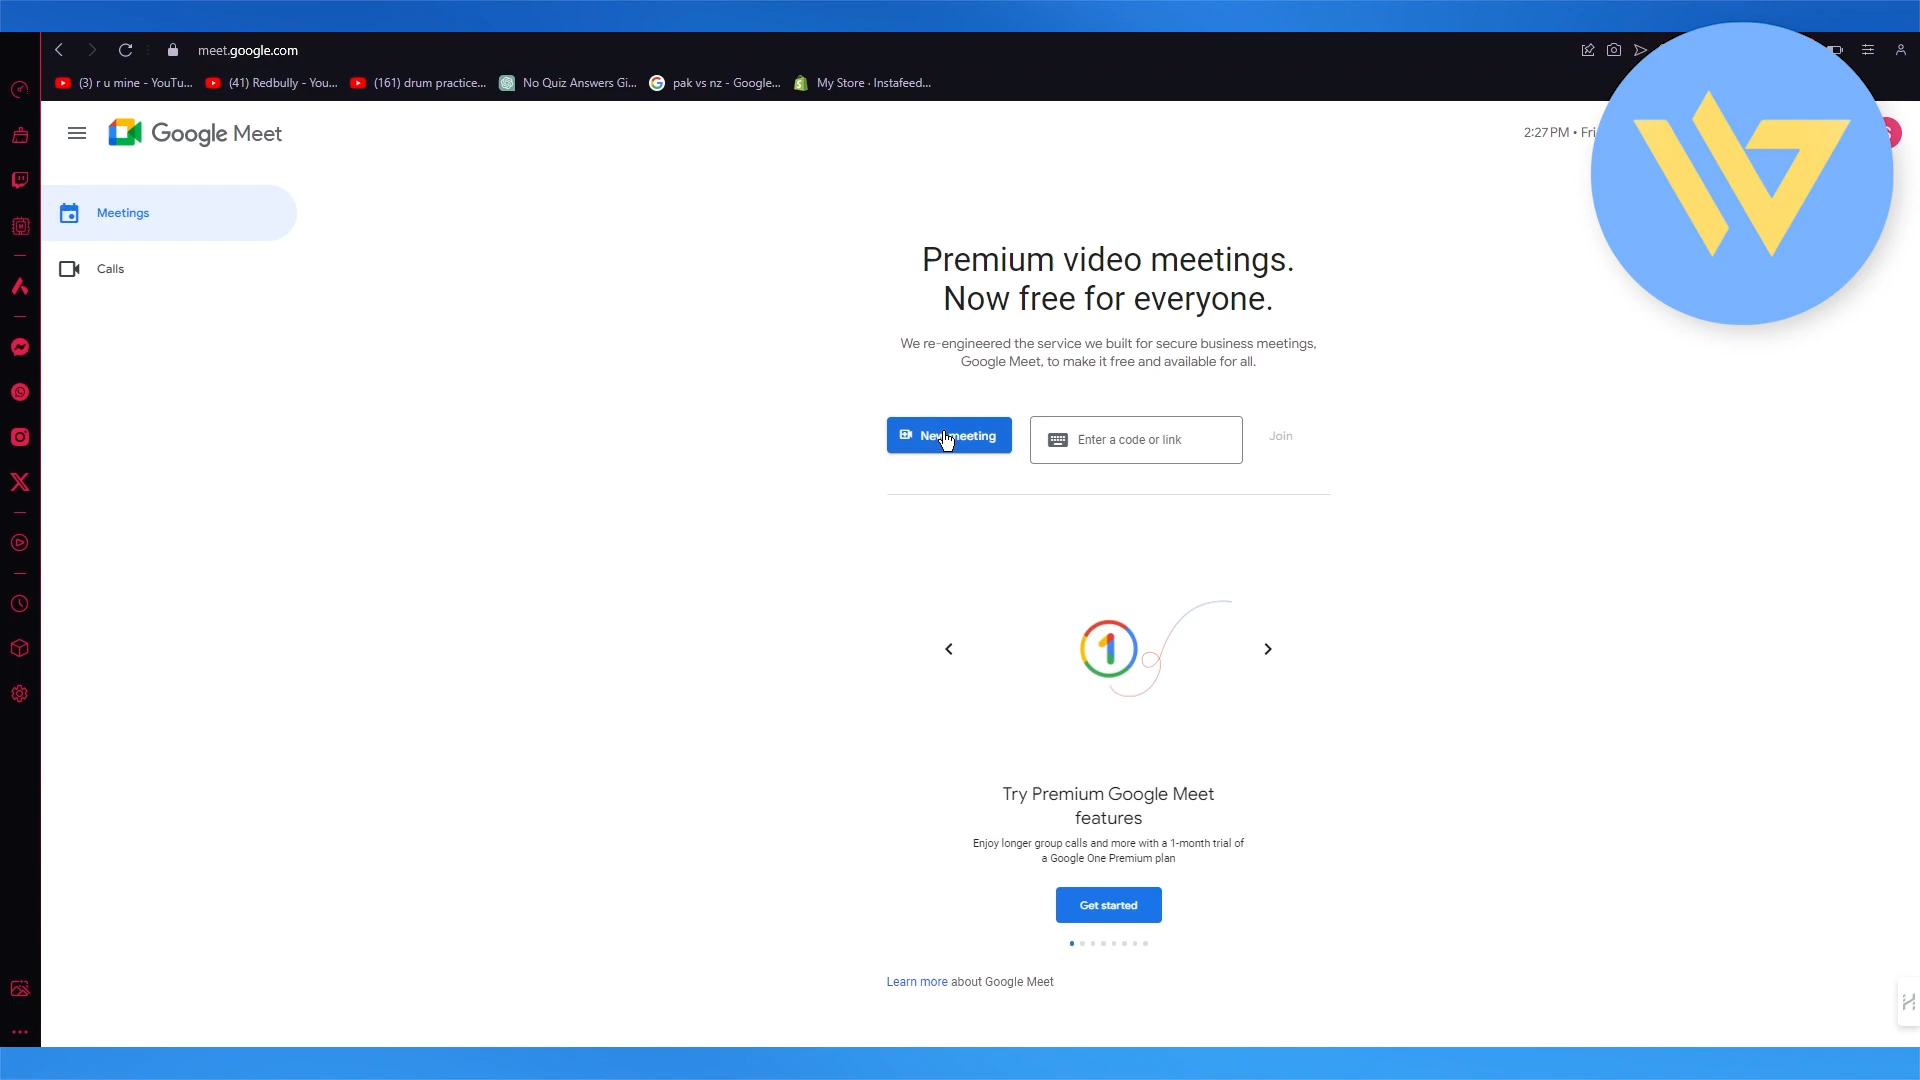 meet.google.com
(3) r u mine - YouTu...
(41) Redbully - You...
(161) drum practice...
No Quiz Answers Gi...
pak vs nz - Google...
My Store · Instafeed...
Google Meet
2:27 PM • Fri
Meetings
Calls
Premium video meetings.
Now free for everyone.
We re-engineered the service we built for secure business meetings,
Google Meet, to make it free and available for all.
New meeting
Enter a code or link
Join
1
Try Premium Google Meet
features
Enjoy longer group calls and more with a 1-month trial of
a Google One Premium plan
Get started
Learn more about Google Meet